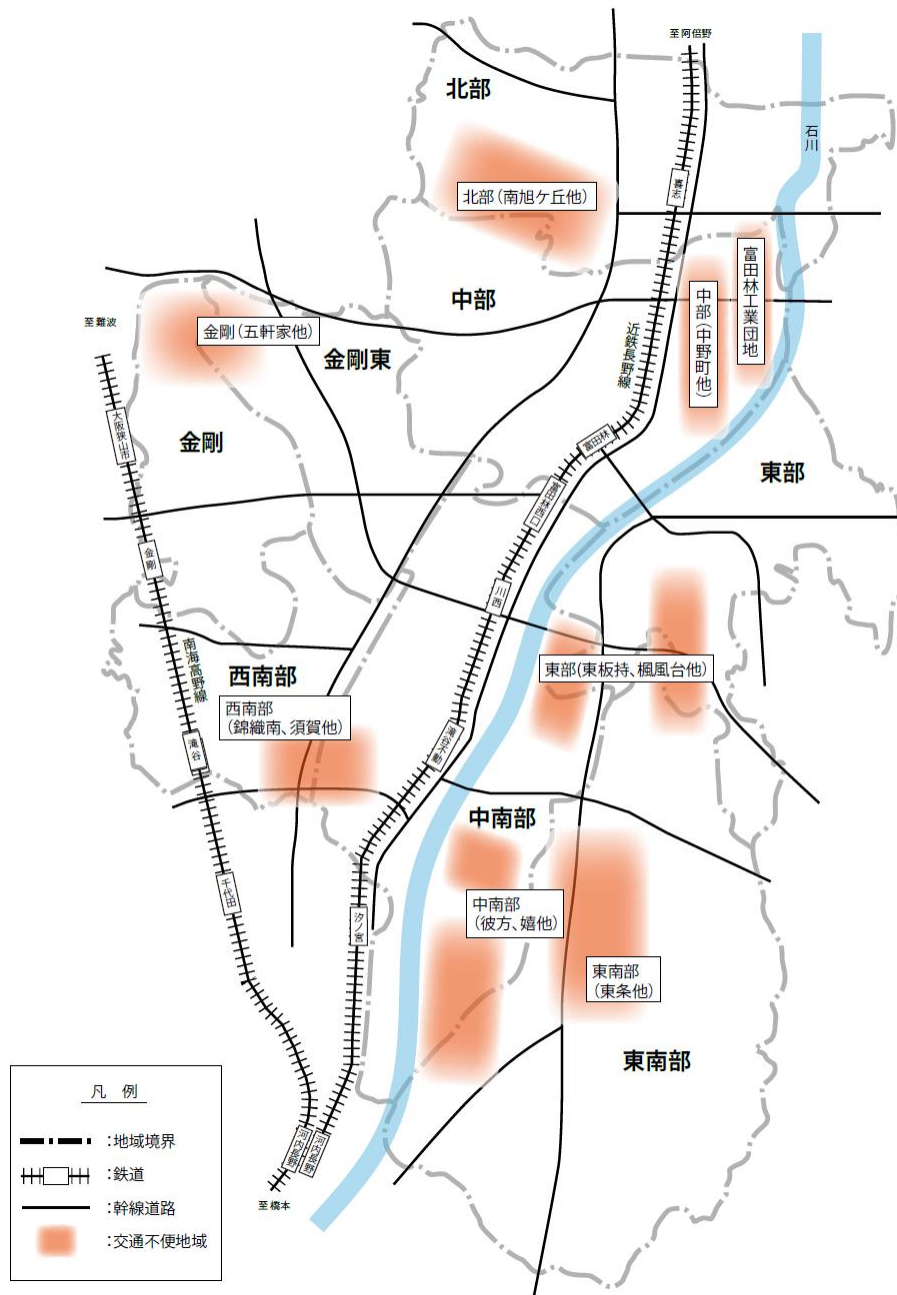 至阿倍野
北部
石川
北部(南旭ケ丘他)
喜志
中部
富田林工業団地
中部(中野町他)
至難波
金剛(五軒家他)
金剛東
近鉄長野線
大阪狭山市
金剛
富田林
東部
富田林西口
金剛
川西
南海高野線
西南部
東部(東板持、楓風台他)
西南部
(錦織南、須賀他)
滝谷
滝谷不動
中南部
千代田
中南部
(彼方、嬉他)
汐ノ宮
東南部
(東条他)
東南部
河内長野
河内長野
至橋本
凡 例
:地域境界
:鉄道
:幹線道路
:交通不便地域